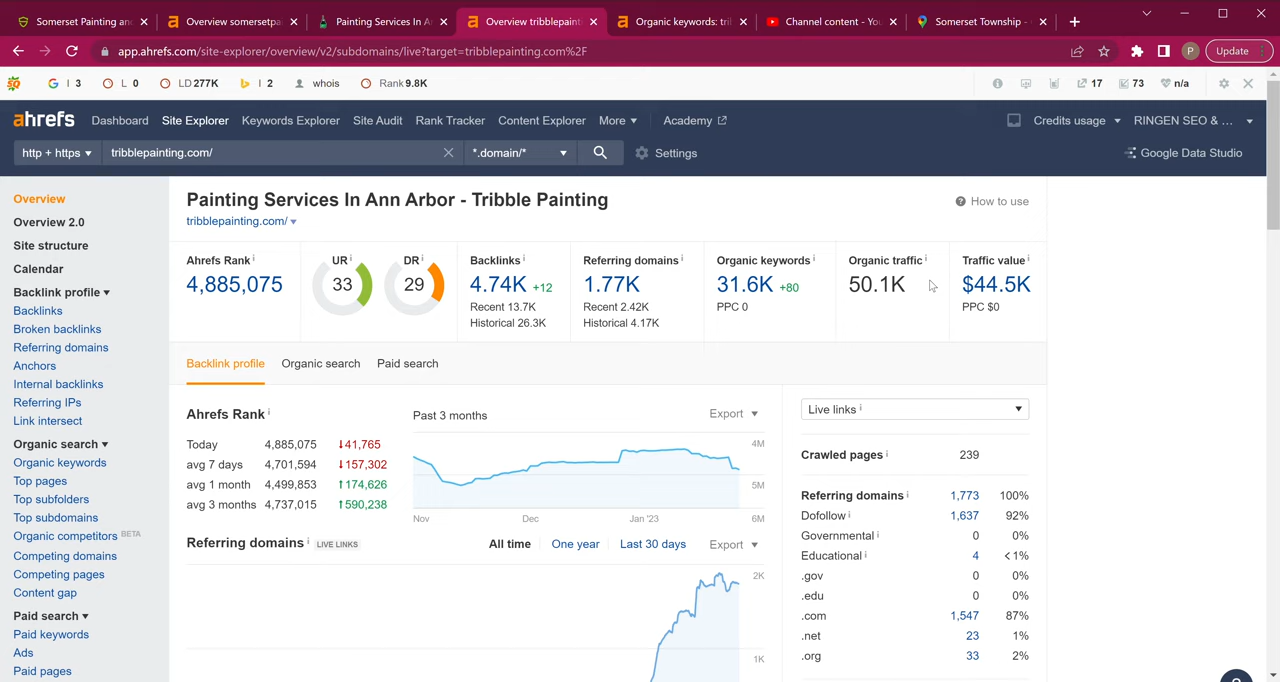 Somerset Painting and
Overview somersetpa
Painting Services In A
Overview tribblepainti
Organic keywords: tri
Channel content - You
Somerset Township -
app.ahrefs.com/site-explorer/overview/v2/subdomains/live?target=tribblepainting.com%2F
P
Update
I 3
L 0
LD 277K
I 2
whois
Rank 9.8K
17
73
n/a
ahrefs
Dashboard
Site Explorer
Keywords Explorer
Site Audit
Rank Tracker
Content Explorer
More
Academy
Credits usage
RINGEN SEO & ...
http + https
tribblepainting.com/
*.domain/*
Settings
Google Data Studio
Overview
Overview 2.0
Site structure
Calendar
Backlink profile
Backlinks
Broken backlinks
Referring domains
Anchors
Internal backlinks
Referring IPs
Link intersect
Organic search
Organic keywords
Top pages
Top subfolders
Top subdomains
Organic competitors BETA
Competing domains
Competing pages
Content gap
Paid search
Paid keywords
Ads
Paid pages
Painting Services In Ann Arbor - Tribble Painting
How to use
tribblepainting.com/
Ahrefs Rank
4,885,075
UR
33
DR
29
Backlinks
4.74K +12
Recent 13.7K
Historical 26.3K
Referring domains
1.77K
Recent 2.42K
Historical 4.17K
Organic keywords
31.6K +80
PPC 0
Organic traffic
50.1K
Traffic value
$44.5K
PPC $0
Backlink profile
Organic search
Paid search
Ahrefs Rank
Past 3 months
Export
Today 4,885,075 ↓41,765
avg 7 days 4,701,594 ↓157,302
avg 1 month 4,499,853 ↑174,626
avg 3 months 4,737,015 ↑590,238
4M
5M
6M
Nov
Dec
Jan '23
Referring domains LIVE LINKS
All time
One year
Last 30 days
Export
2K
1K
Live links
Crawled pages 239
Referring domains 1,773 100%
Dofollow 1,637 92%
Governmental 0 0%
Educational 4 <1%
.gov 0 0%
.edu 0 0%
.com 1,547 87%
.net 23 1%
.org 33 2%